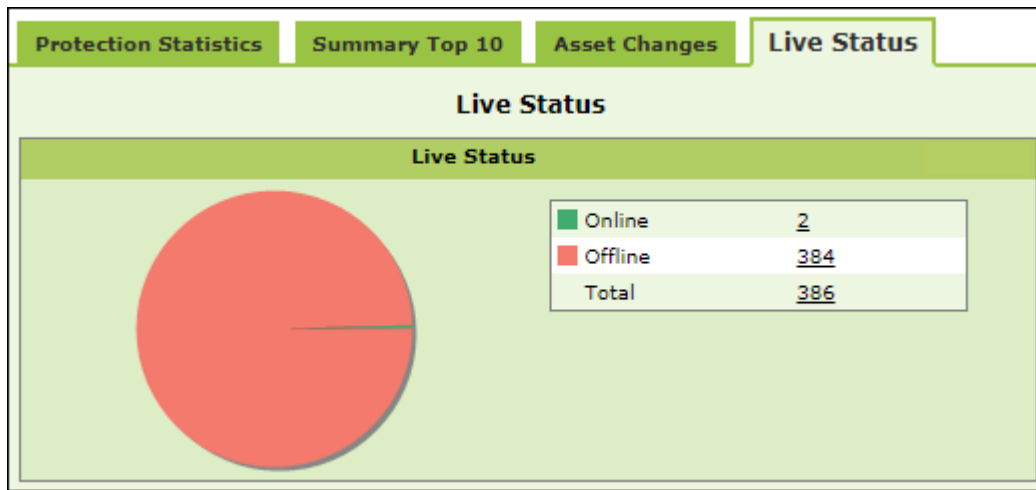 Protection Statistics Summary Top 10 Asset Changes Live Status
Live Status
Live Status
Online 2
Offline 384
Total 386